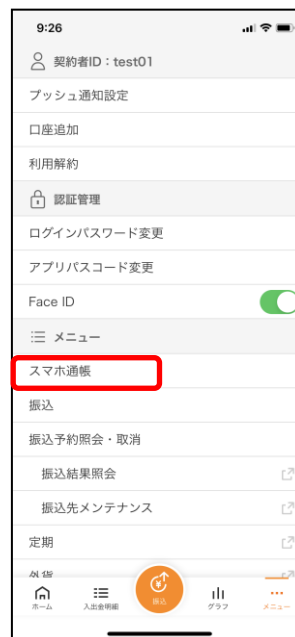 9:26
契約者ID：test01
プッシュ通知設定
口座追加
利用解約
認証管理
ログインパスワード変更
アプリパスコード変更
Face ID
メニュー
スマホ通帳
振込
振込予約照会・取消
振込結果照会
振込先メンテナンス
定期
外貨
ホーム
入出金明細
振込
グラフ
メニュー